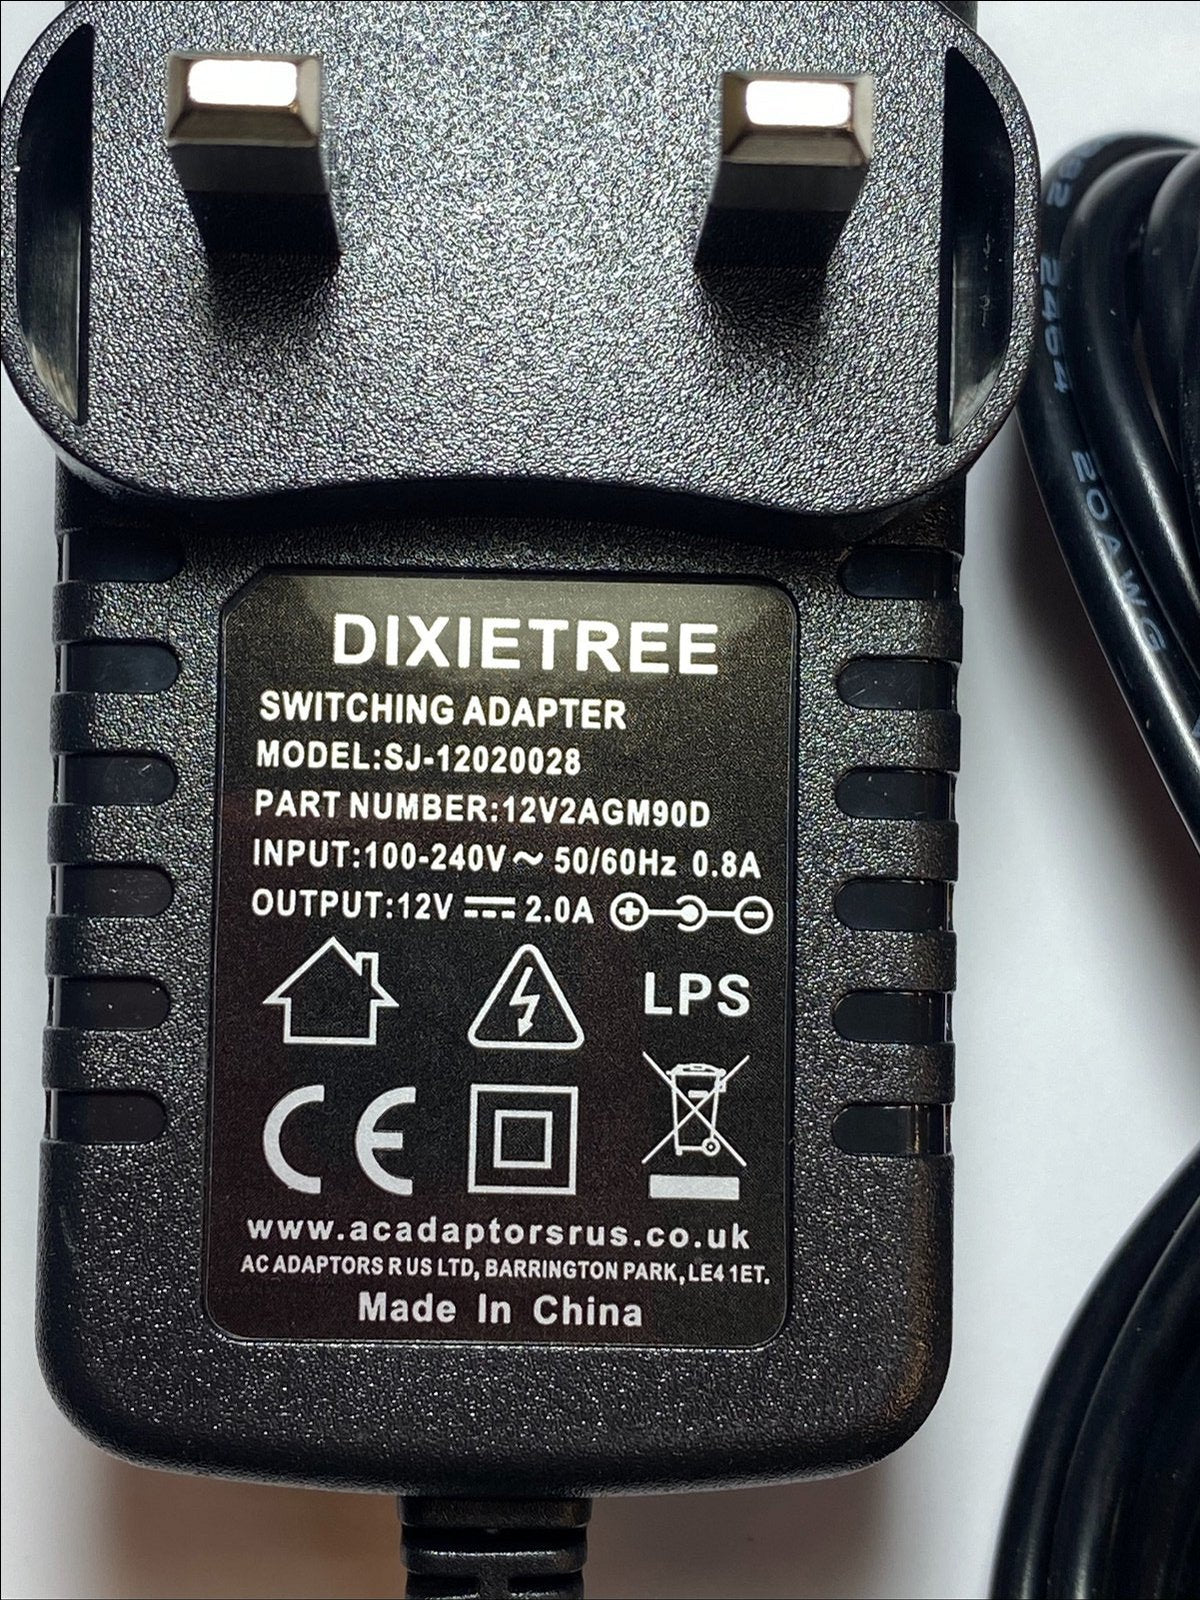 DIXIETREE
SWITCHING ADAPTER
MODEL:SJ-12020028
PART NUMBER:12V2AGM90D
INPUT:100-240V ~ 50/60Hz 0.8A
OUTPUT:12V ⎓ 2.0A
LPS
CE
www.acadaptorsrus.co.uk
AC ADAPTORS R US LTD, BARRINGTON PARK, LE4 1ET.
Made In China
2464 20AWG